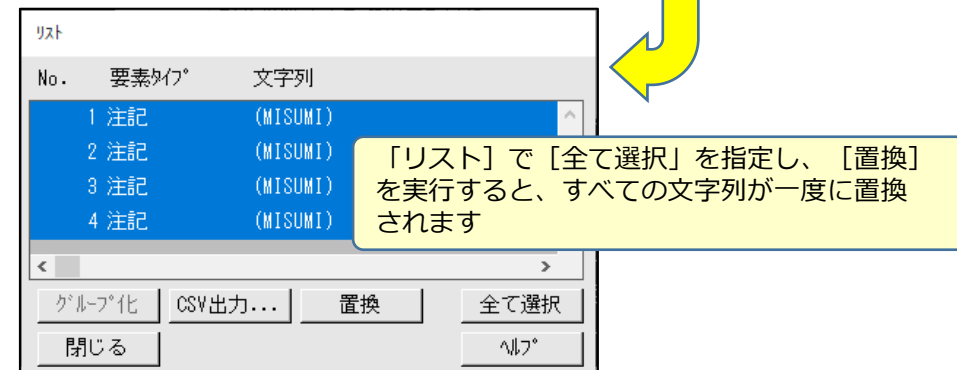 リスト
No. 要素タイプ 文字列
1 注記 (MISUMI)
2 注記 (MISUMI)
3 注記 (MISUMI)
4 注記 (MISUMI)
「リスト］で［全て選択」を指定し、［置換］
を実行すると、すべての文字列が一度に置換
されます
グループ化 CSV出力... 置換 全て選択
閉じる ヘルプ